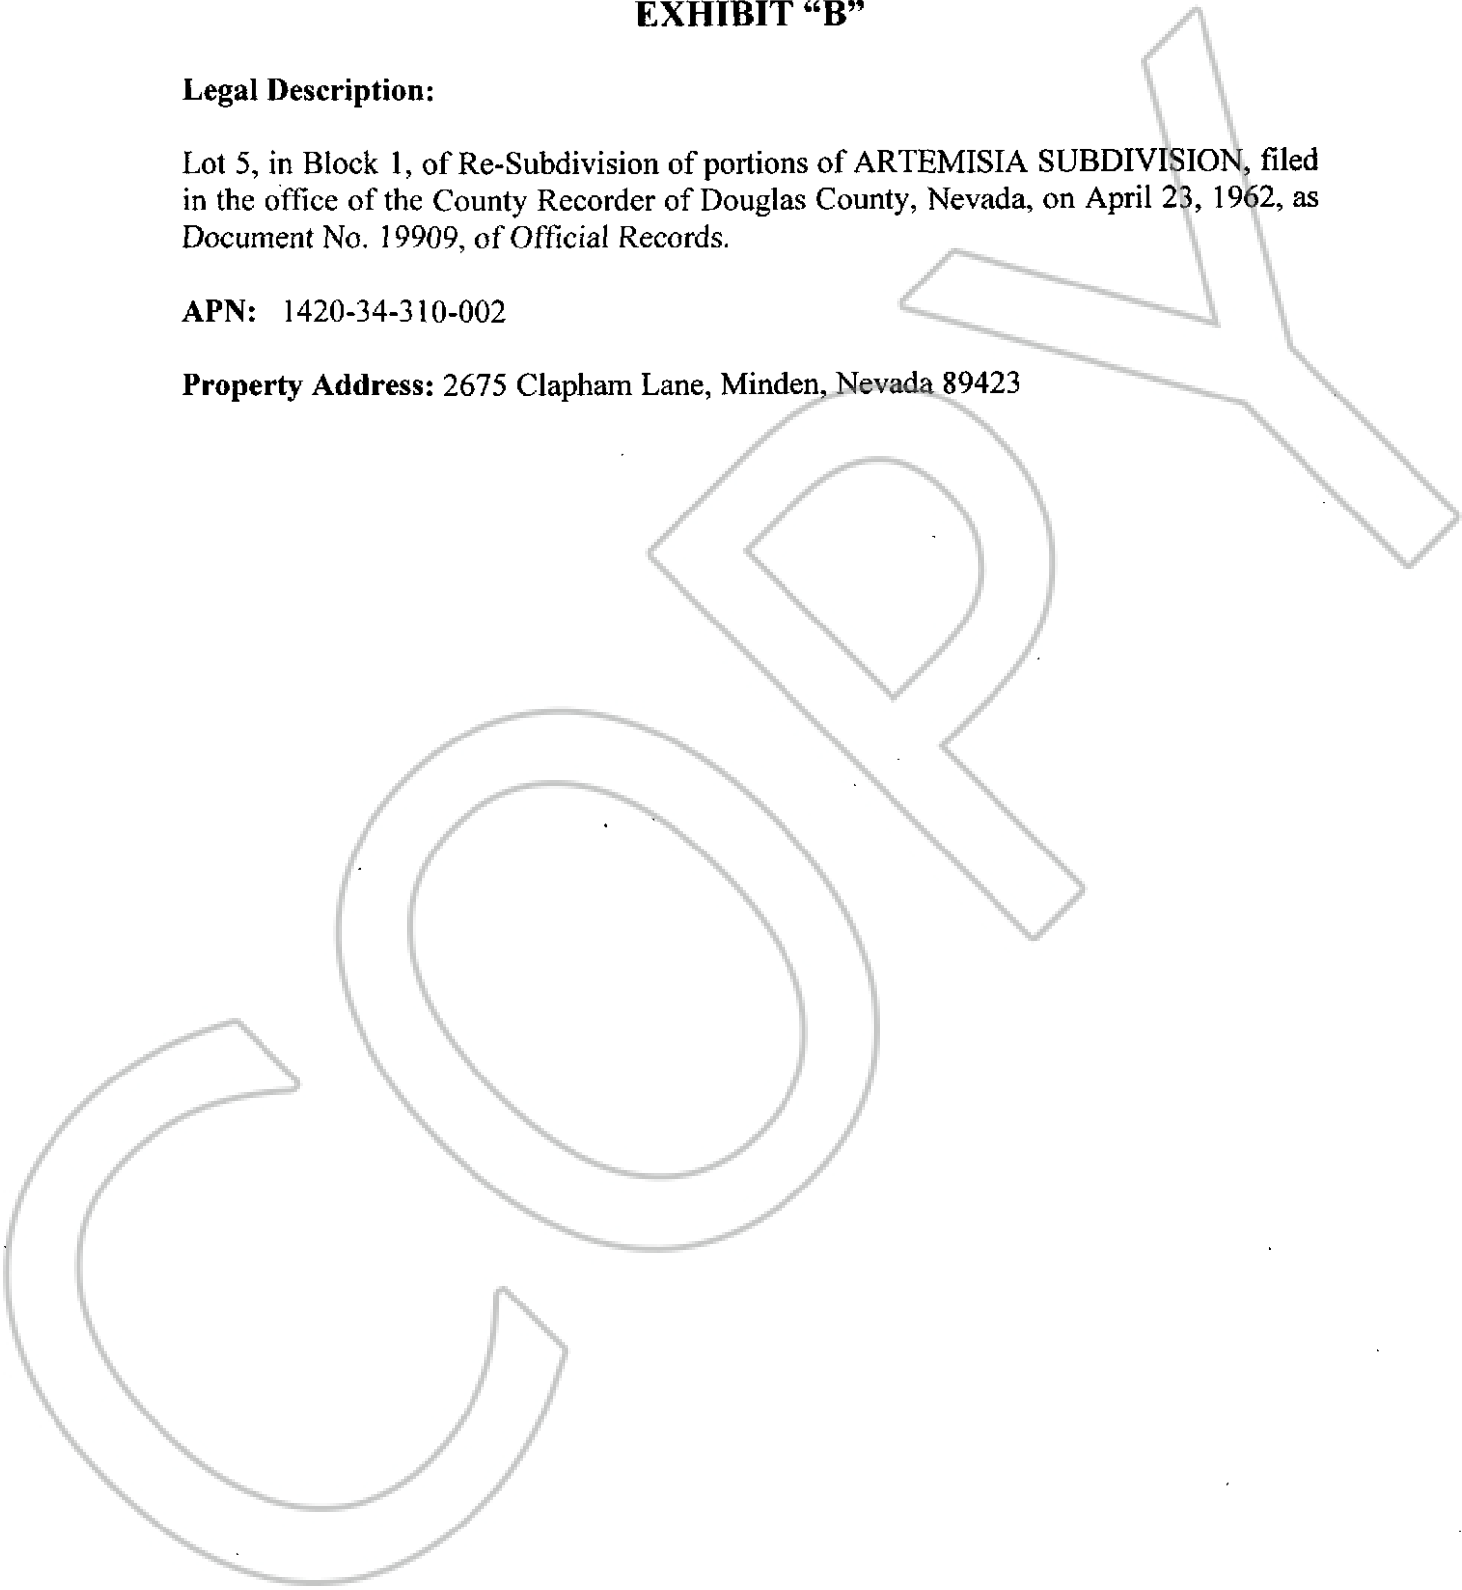 EXHIBIT “B”
Legal Description:
Lot 5, in Block 1, of Re-Subdivision of portions of ARTEMISIA SUBDIVISION, filed
in the office of the County Recorder of Douglas County, Nevada, on April 23, 1962, as
Document No. 19909, of Official Records.
APN: 1420-34-310-002
Property Address: 2675 Clapham Lane, Minden, Nevada 89423
COPY